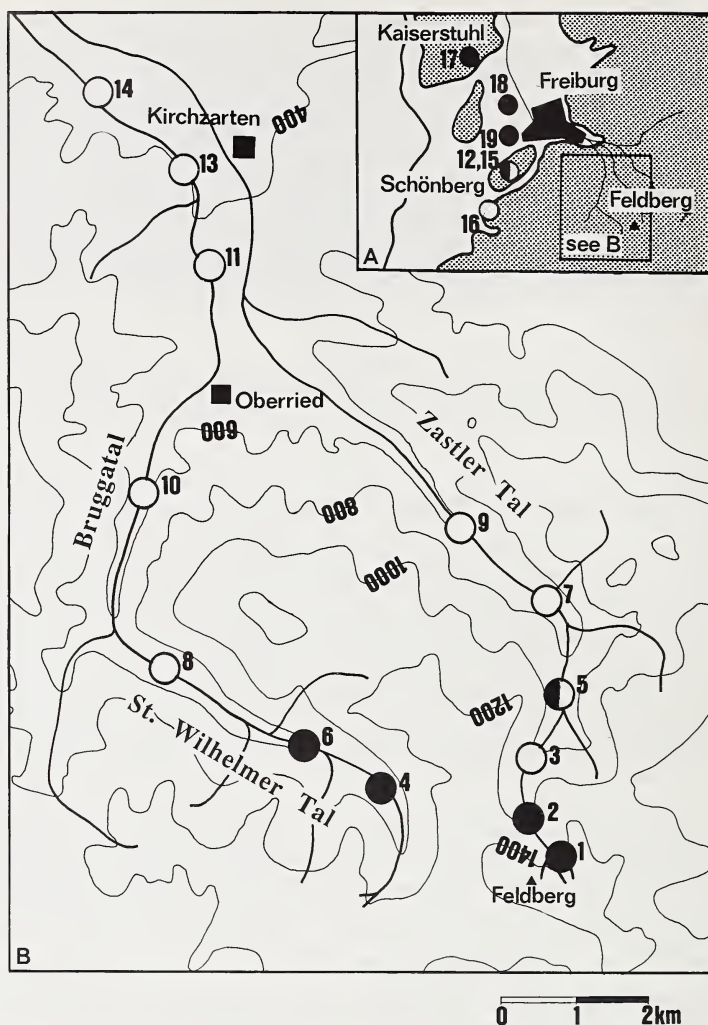 Kaiserstuhl
17
18
Freiburg
19
12,15
Schönberg
Feldberg
16
see B
A
14
Kirchzarten
400
13
11
Oberried
600
Zastler Tal
Bruggatal
10
800
9
1000
7
8
1200
5
St. Wilhelmer Tal
6
3
4
2
1400
1
Feldberg
B
0 1 2km